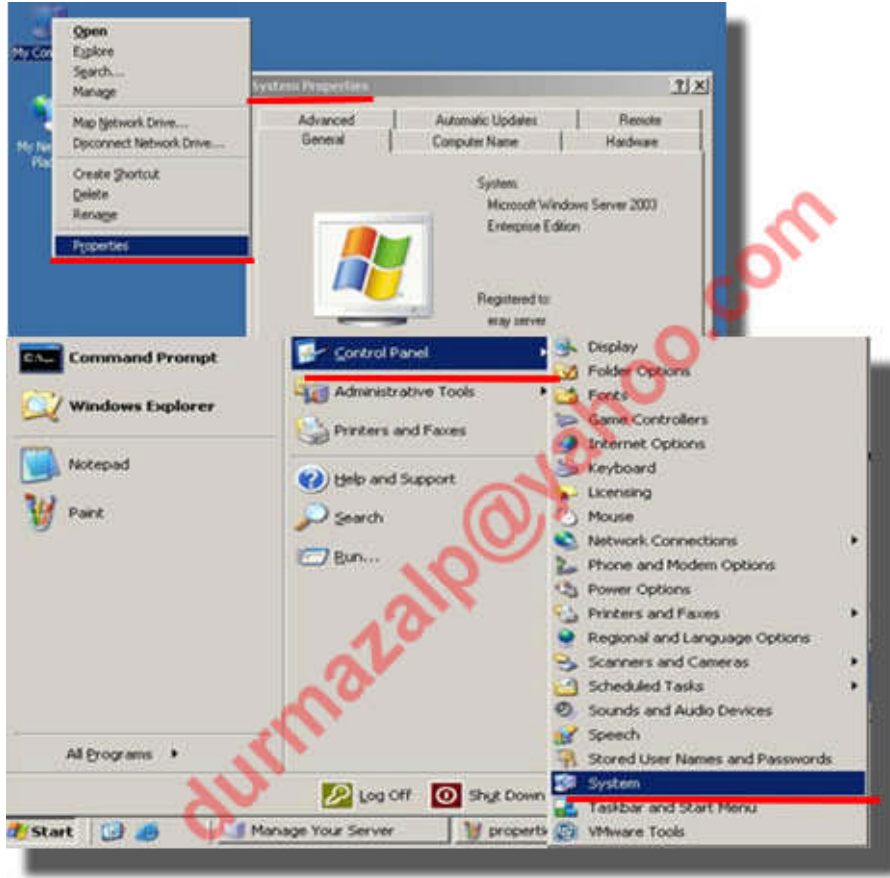 Open
Explore
Search...
Manage
Map Network Drive...
Disconnect Network Drive...
Create Shortcut
Delete
Rename
Properties
System Properties
Advanced Automatic Updates Remote
General Computer Name Hardware
System:
Microsoft Windows Server 2003
Enterprise Edition
Registered to:
eray server
Command Prompt
Windows Explorer
Notepad
Paint
All Programs
Control Panel
Administrative Tools
Printers and Faxes
Help and Support
Search
Run...
Log Off Shut Down
Display
Folder Options
Fonts
Game Controllers
Internet Options
Keyboard
Licensing
Mouse
Network Connections
Phone and Modem Options
Power Options
Printers and Faxes
Regional and Language Options
Scanners and Cameras
Scheduled Tasks
Sounds and Audio Devices
Speech
Stored User Names and Passwords
System
Taskbar and Start Menu
VMware Tools
Start Manage Your Server
durmazalp@yahoo.com